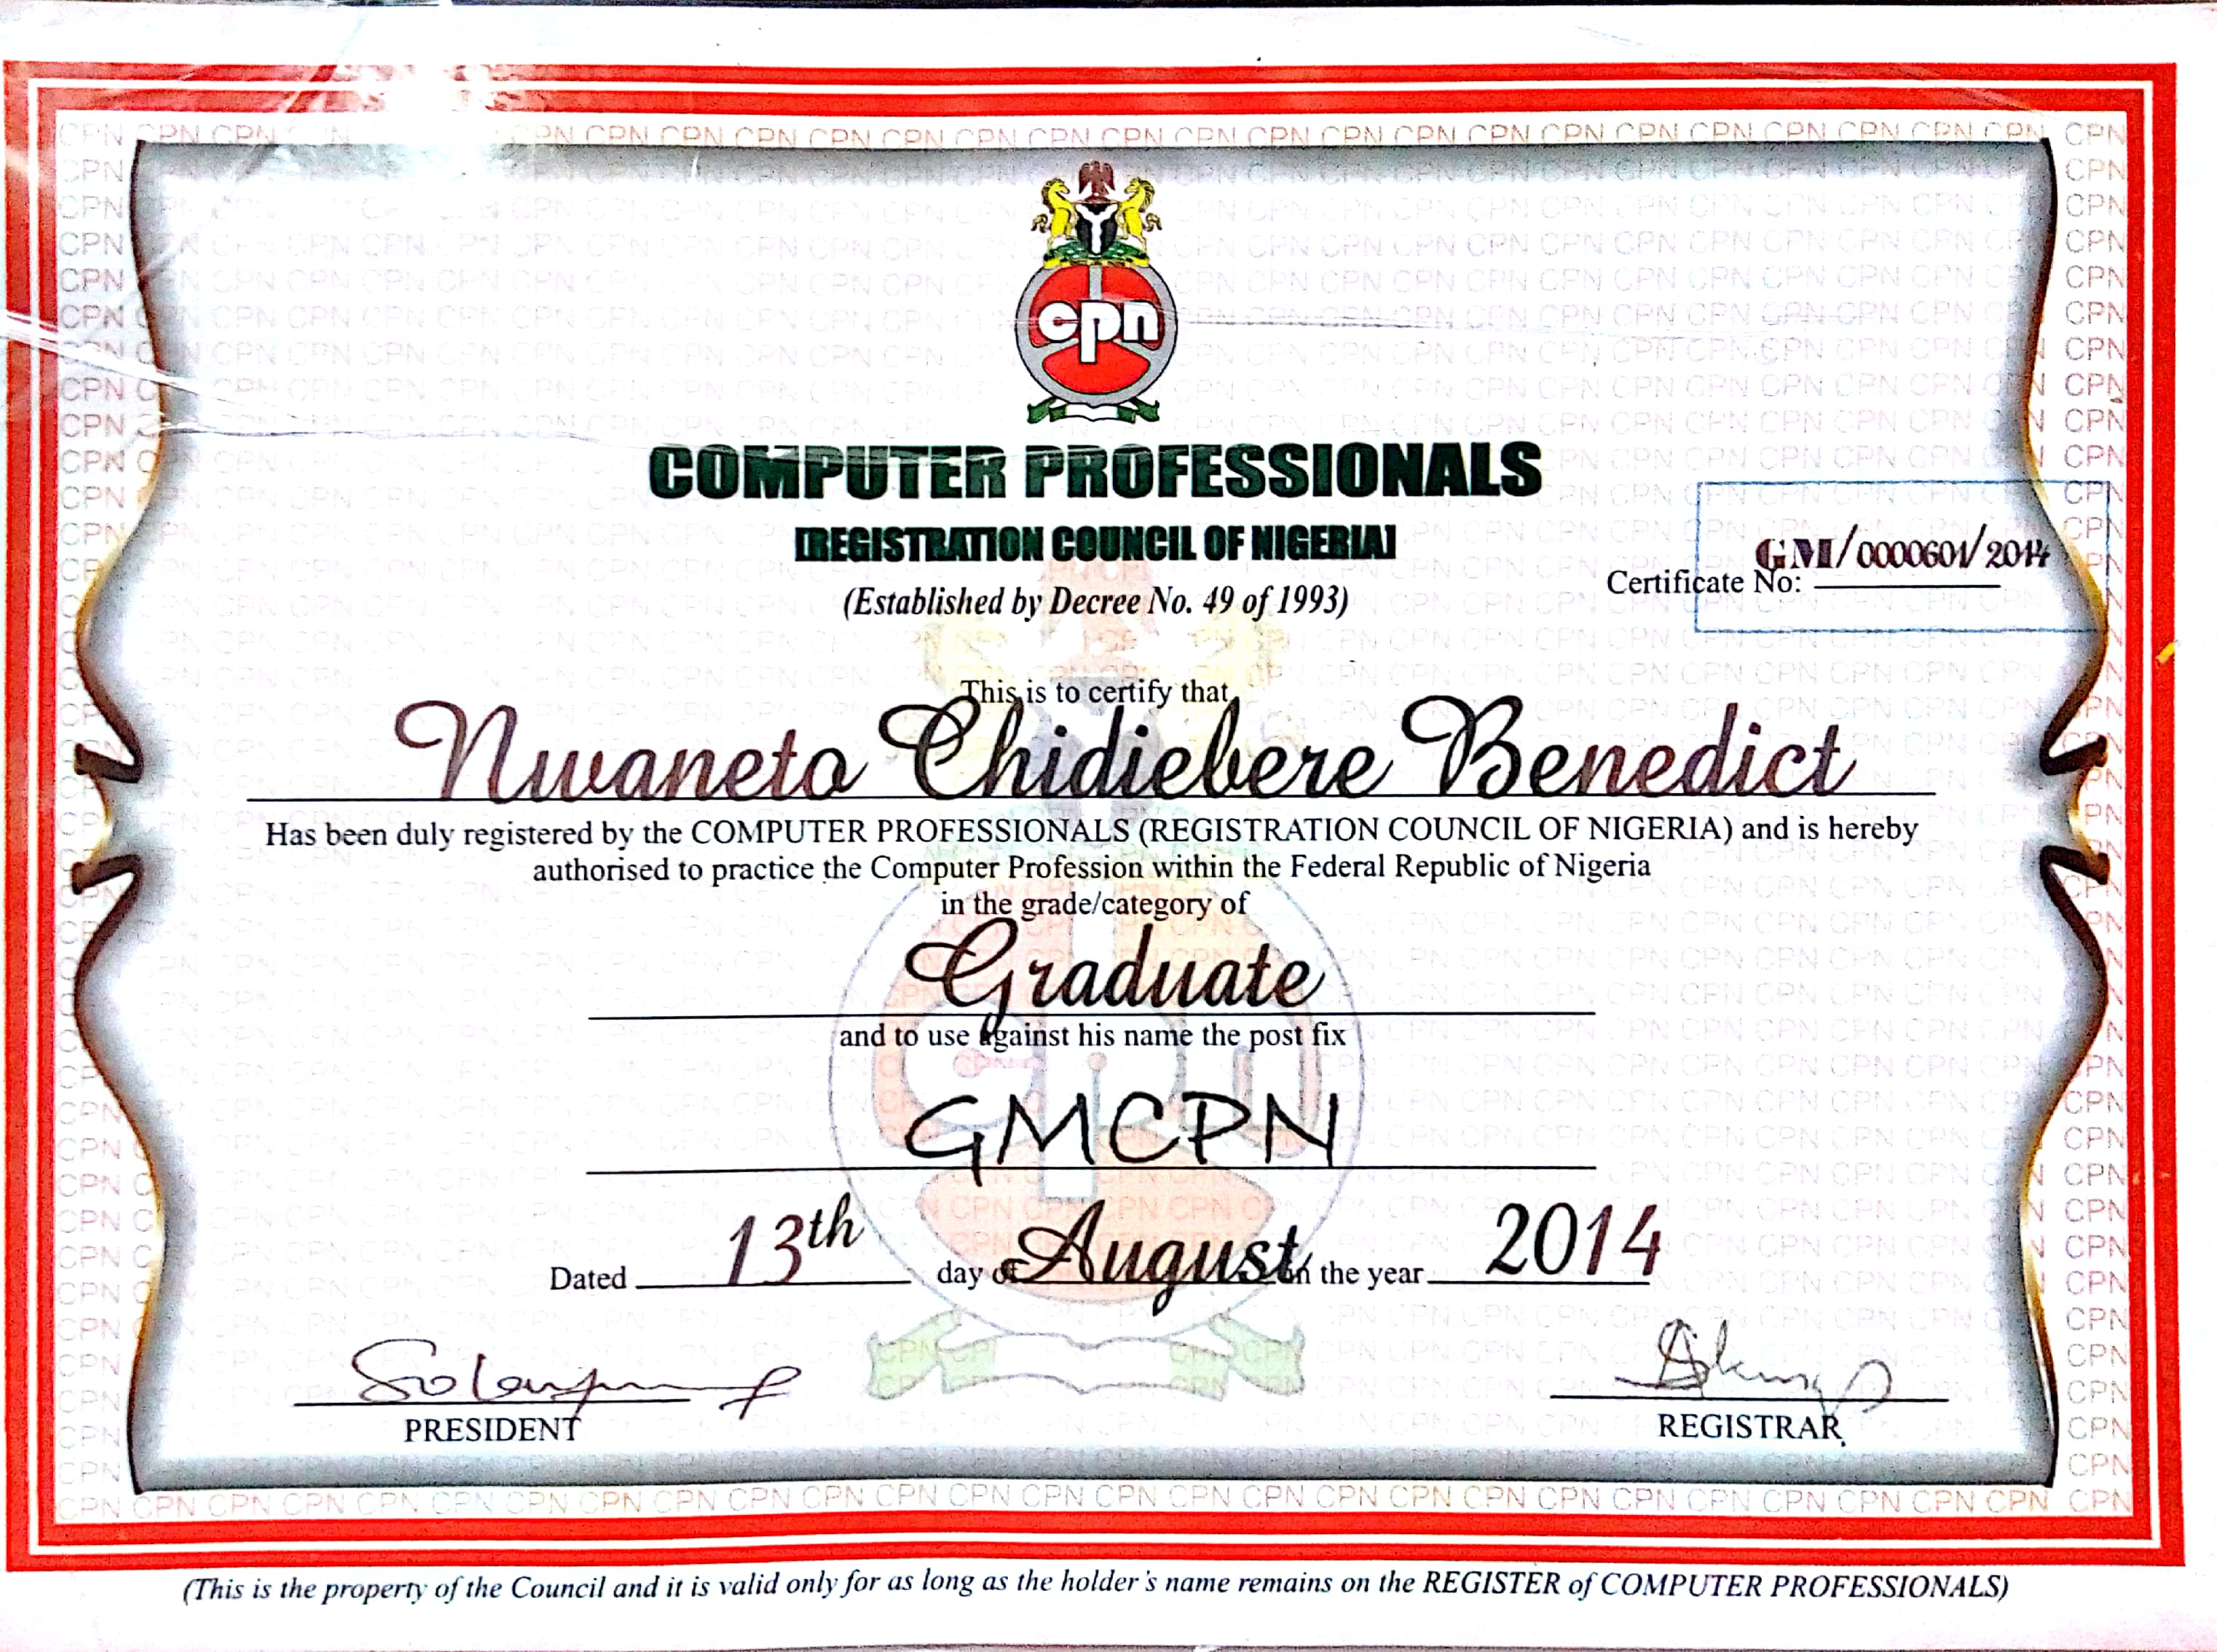 cpn
COMPUTER PROFESSIONALS
[REGISTRATION COUNCIL OF NIGERIA]
(Established by Decree No. 49 of 1993)
Certificate No: GM/0000601/2014
This is to certify that
Nwaneto Chidiebere Benedict
Has been duly registered by the COMPUTER PROFESSIONALS (REGISTRATION COUNCIL OF NIGERIA) and is hereby
authorised to practice the Computer Profession within the Federal Republic of Nigeria
in the grade/category of
Graduate
and to use against his name the post fix
GMCPN
Dated 13th day of August in the year 2014
PRESIDENT
REGISTRAR
(This is the property of the Council and it is valid only for as long as the holder's name remains on the REGISTER of COMPUTER PROFESSIONALS)